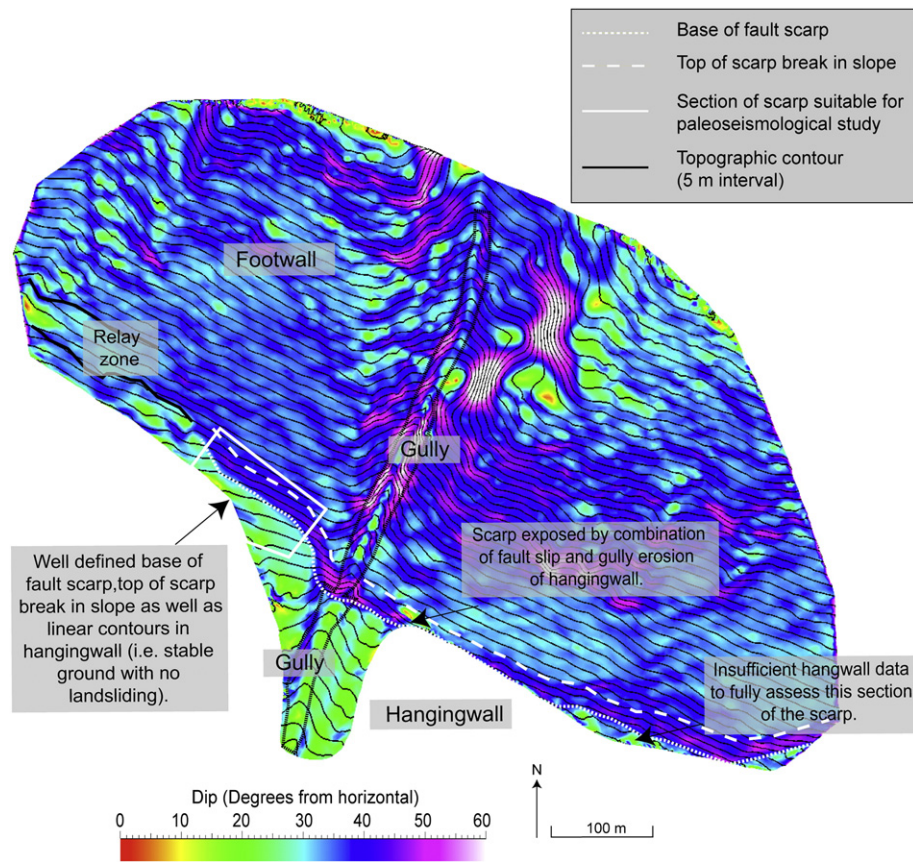 Base of fault scarp
Top of scarp break in slope
Section of scarp suitable for
paleoseismological study
Topographic contour
(5 m interval)
Footwall
Relay
zone
Gully
Scarp exposed by combination
of fault slip and gully erosion
of hangingwall.
Well defined base of
fault scarp,top of scarp
break in slope as well as
linear contours in
hangingwall (i.e. stable
ground with no
landsliding).
Gully
Hangingwall
Insufficient hangwall data
to fully assess this section
of the scarp.
Dip (Degrees from horizontal)
0 10 20 30 40 50 60
N
100 m